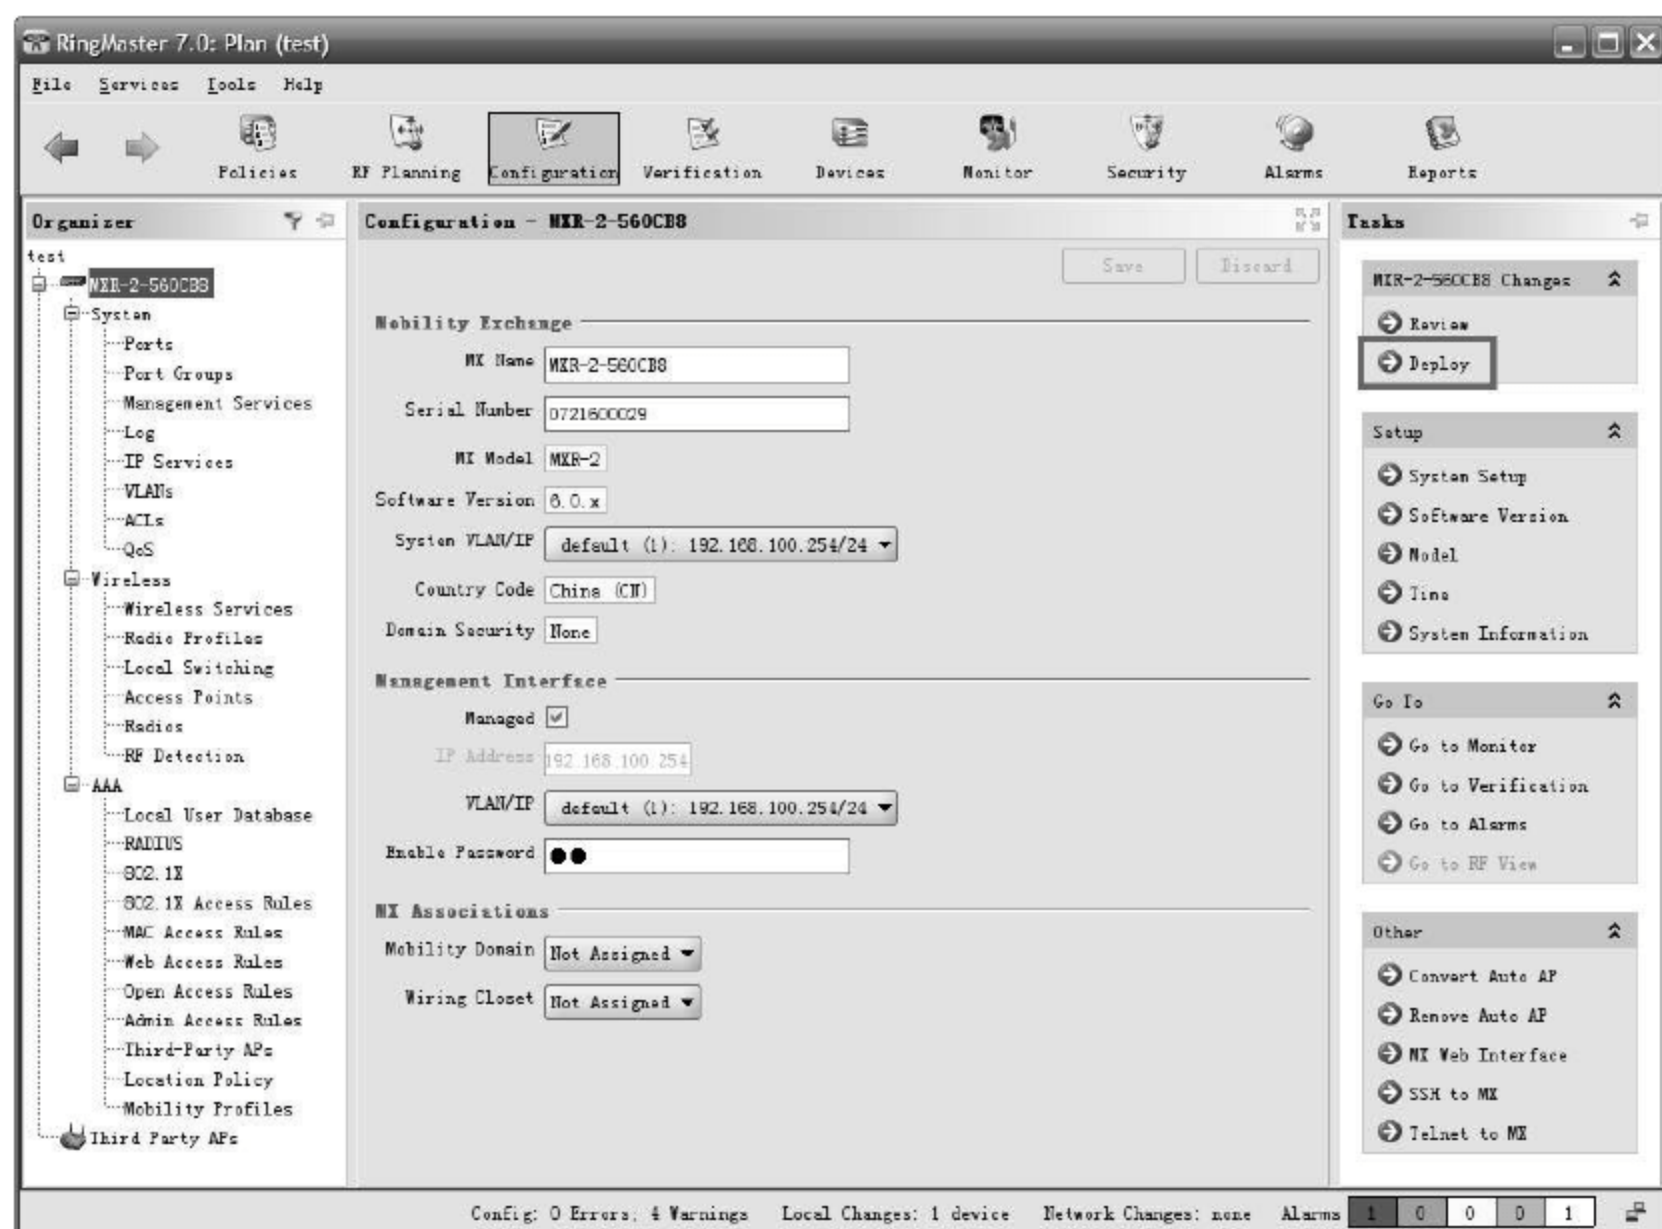 RingMaster 7.0: Plan (test)
File Services Tools Help
Policies RF Planning Configuration Verification Devices Monitor Security Alarms Reports
Organizer
test
MXR-2-560CB8
System
Ports
Port Groups
Management Services
Log
IP Services
VLANs
ACLs
QoS
Wireless
Wireless Services
Radio Profiles
Local Switching
Access Points
Radios
RF Detection
AAA
Local User Database
RADIUS
802.1X
802.1X Access Rules
MAC Access Rules
Web Access Rules
Open Access Rules
Admin Access Rules
Third-Party APs
Location Policy
Mobility Profiles
Third Party APs
Configuration - MXR-2-560CB8
Save Discard
Mobility Exchange
MX Name MXR-2-560CB8
Serial Number 0721600029
MX Model MXR-2
Software Version 6.0.x
System VLAN/IP default (1): 192.168.100.254/24
Country Code China (CN)
Domain Security None
Management Interface
Managed
IP Address 192.168.100.254
VLAN/IP default (1): 192.168.100.254/24
Enable Password ●●
MX Associations
Mobility Domain Not Assigned
Wiring Closet Not Assigned
Tasks
MXR-2-560CB8 Changes
Review
Deploy
Setup
System Setup
Software Version
Model
Time
System Information
Go To
Go to Monitor
Go to Verification
Go to Alarms
Go to RF View
Other
Convert Auto AP
Remove Auto AP
MX Web Interface
SSH to MX
Telnet to MX
Config: 0 Errors; 4 Warnings Local Changes: 1 device Network Changes: none Alarms 1 0 0 0 1